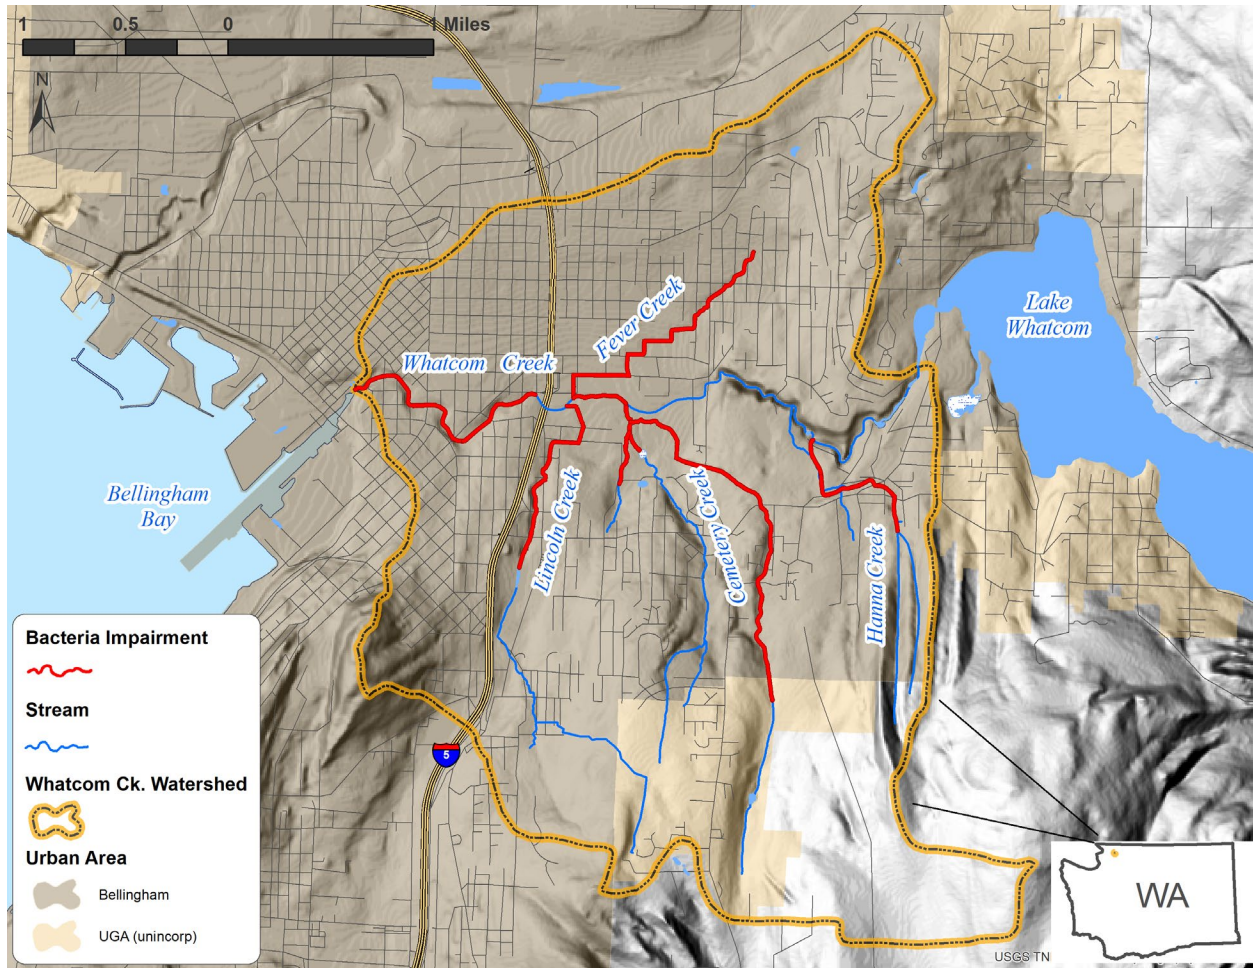 1 0.5 0 1 Miles
N
Fever Creek
Whatcom Creek
Lake
Whatcom
Bellingham
Bay
Lincoln Creek
Cemetery Creek
Hanna Creek
Bacteria Impairment
Stream
Whatcom Ck. Watershed
Urban Area
Bellingham
UGA (unincorp)
5
WA
USGS TN